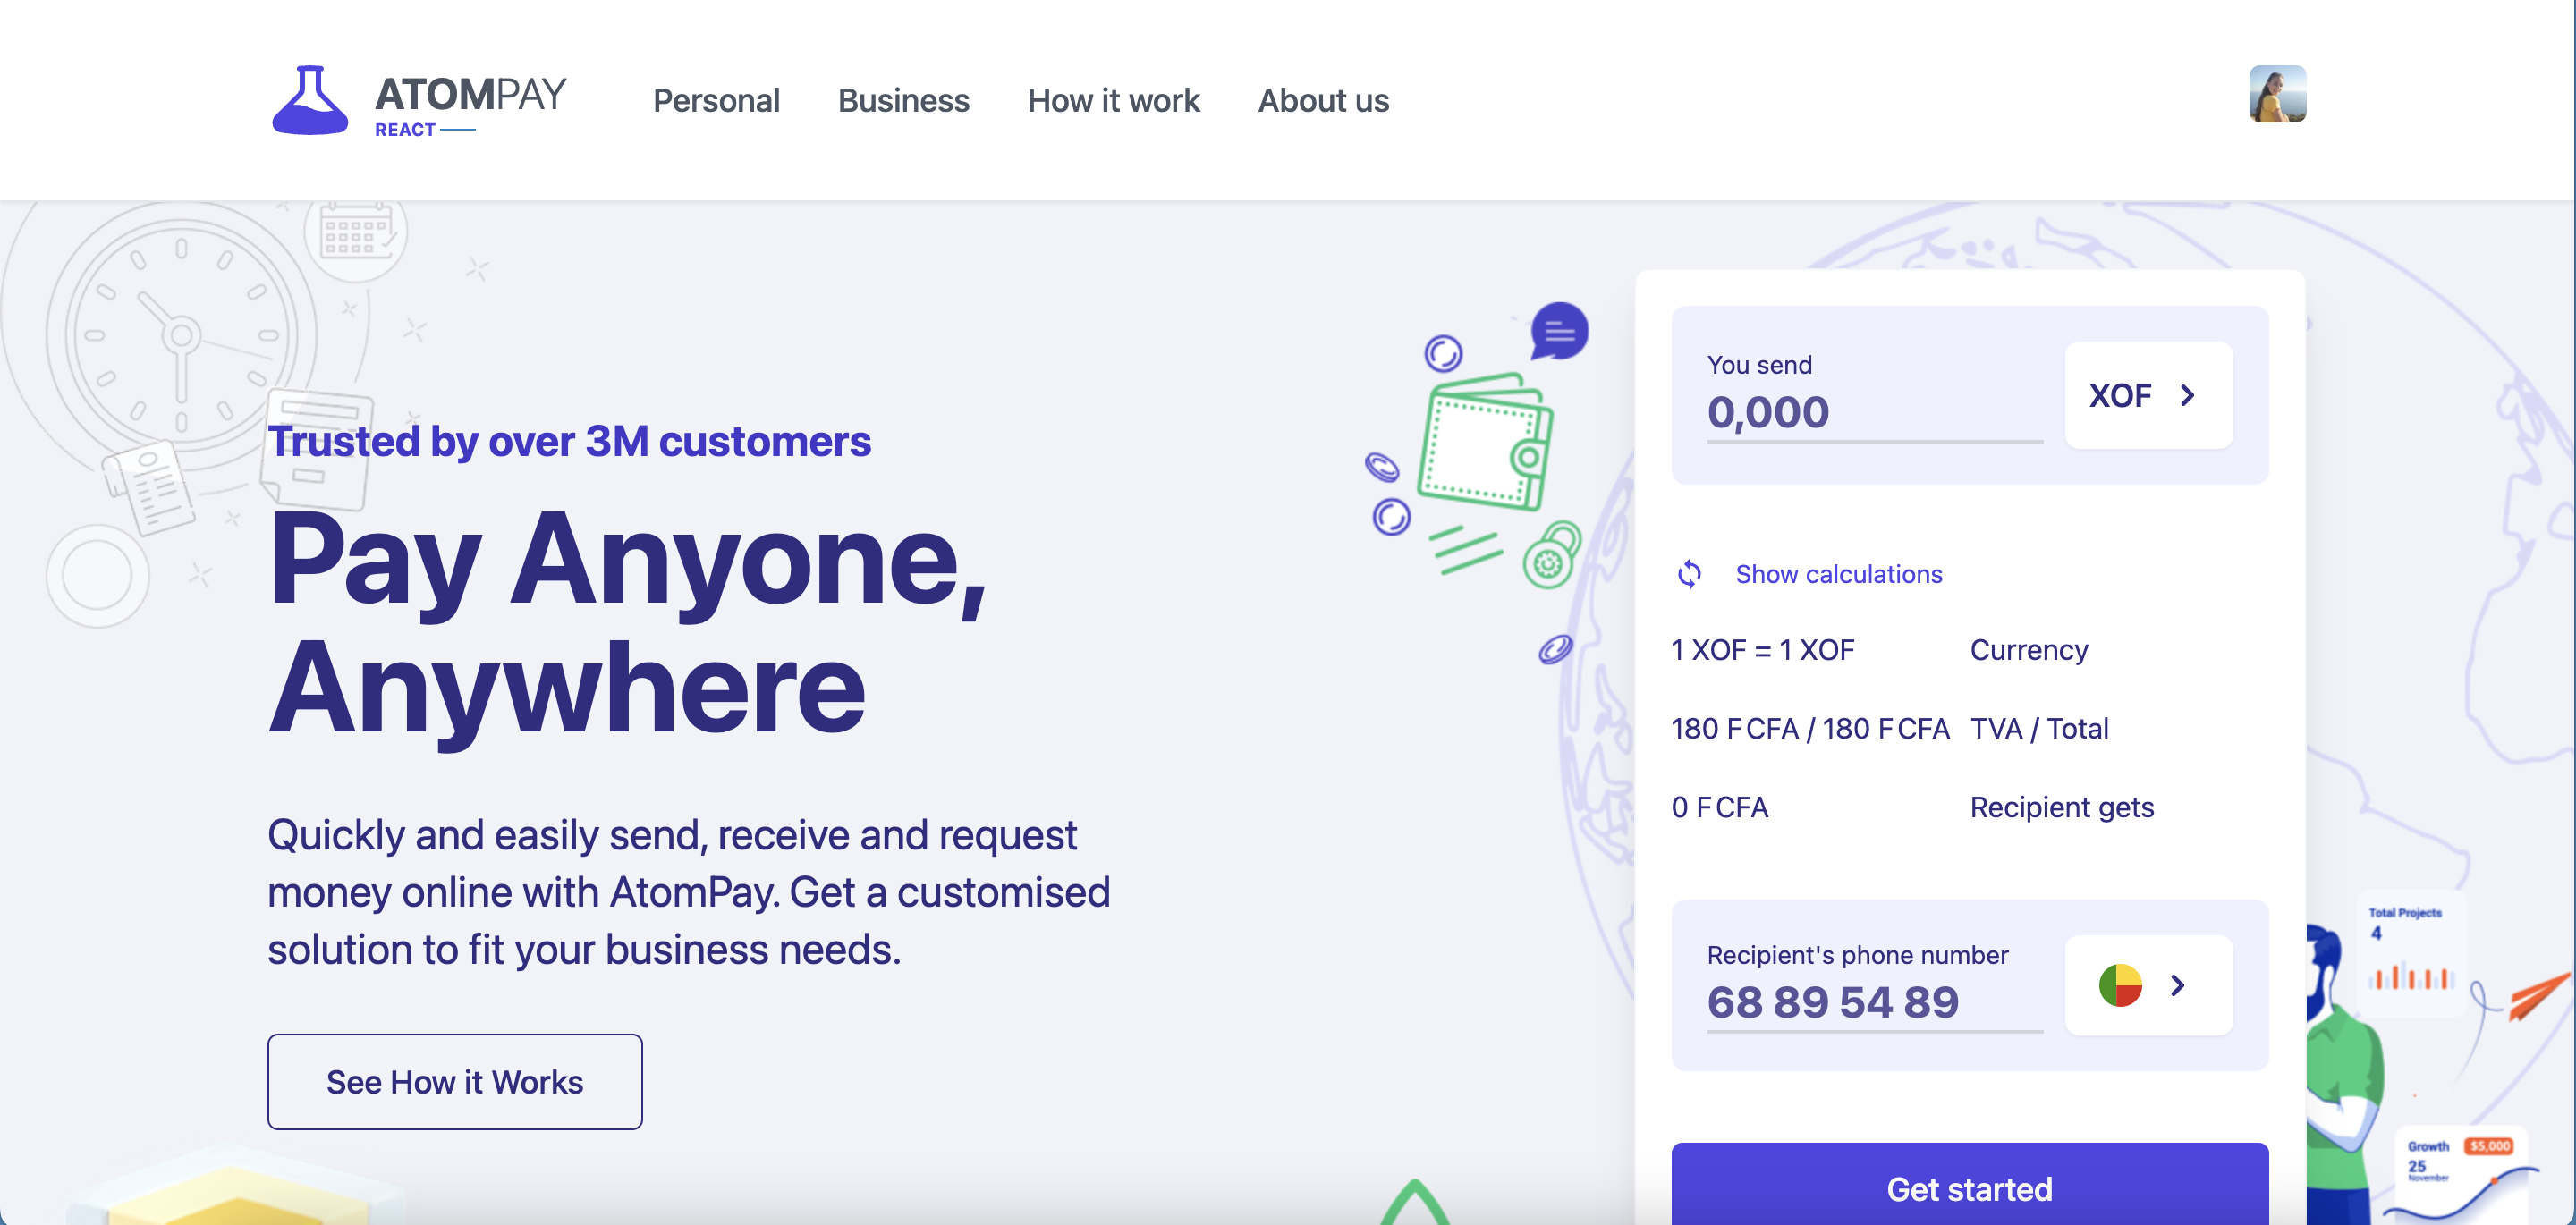 ATOMPAY
REACT
Personal
Business
How it work
About us
Trusted by over 3M customers
Pay Anyone,
Anywhere
Quickly and easily send, receive and request
money online with AtomPay. Get a customised
solution to fit your business needs.
See How it Works
You send
0,000
XOF
Show calculations
1 XOF = 1 XOF Currency
180 F CFA / 180 F CFA TVA / Total
0 F CFA Recipient gets
Recipient's phone number
68 89 54 89
Get started
Total Projects
4
Growth $5,000
25
November